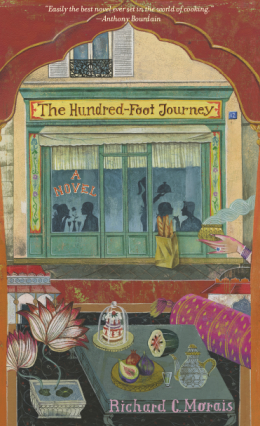 "Easily the best novel ever set in the world of cooking."
—Anthony Bourdain
The Hundred-Foot Journey
A
NOVEL
Richard C. Morais